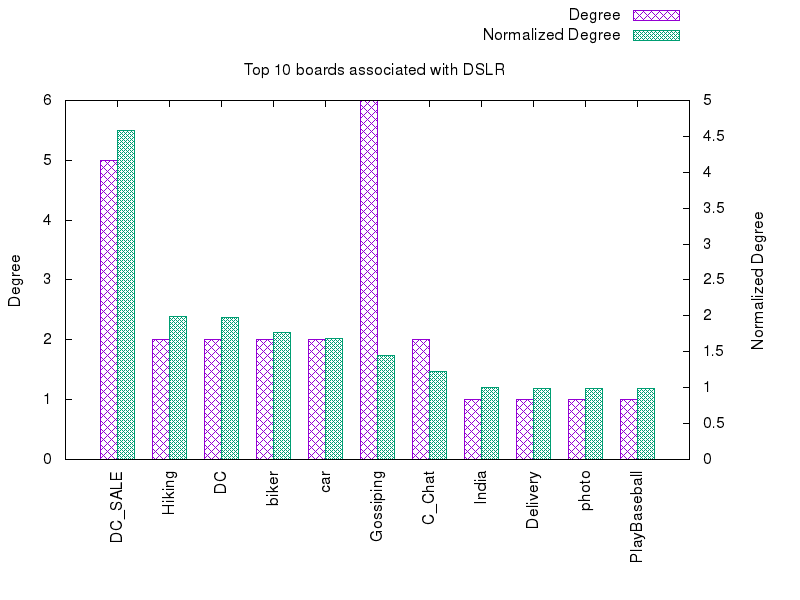 Degree
Normalized Degree
Top 10 boards associated with DSLR
6
5
4
3
2
1
0
5
4.5
4
3.5
3
2.5
2
1.5
1
0.5
0
Degree
Normalized Degree
DC_SALE
Hiking
DC
biker
car
Gossiping
C_Chat
India
Delivery
photo
PlayBaseball